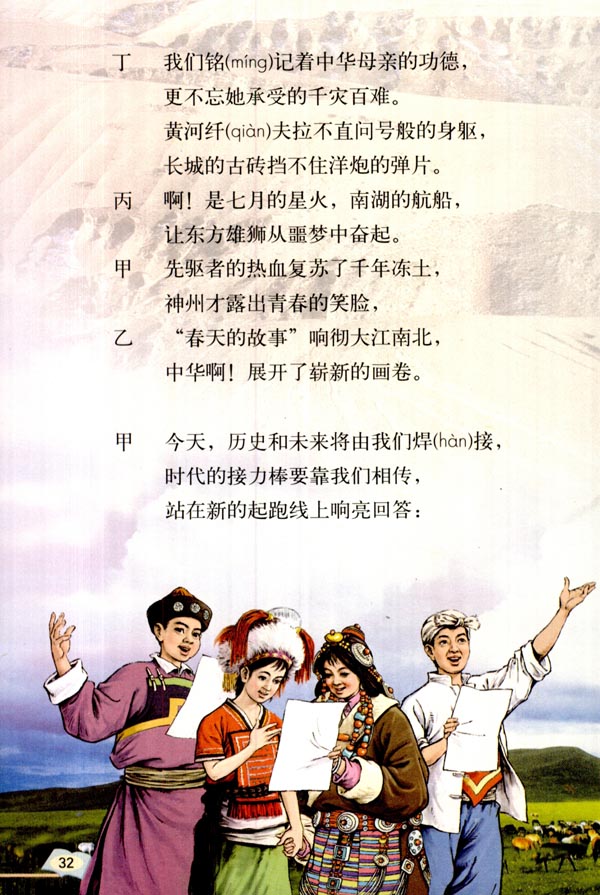 丁 我们铭(míng)记着中华母亲的功德，
更不忘她承受的千灾百难。
黄河纤(qiàn)夫拉不直问号般的身躯，
长城的古砖挡不住洋炮的弹片。
丙 啊！是七月的星火，南湖的航船，
让东方雄狮从噩梦中奋起。
甲 先驱者的热血复苏了千年冻土，
神州才露出青春的笑脸，
乙 “春天的故事”响彻大江南北，
中华啊！展开了崭新的画卷。
甲 今天，历史和未来将由我们焊(hàn)接，
时代的接力棒要靠我们相传，
站在新的起跑线上响亮回答：
32